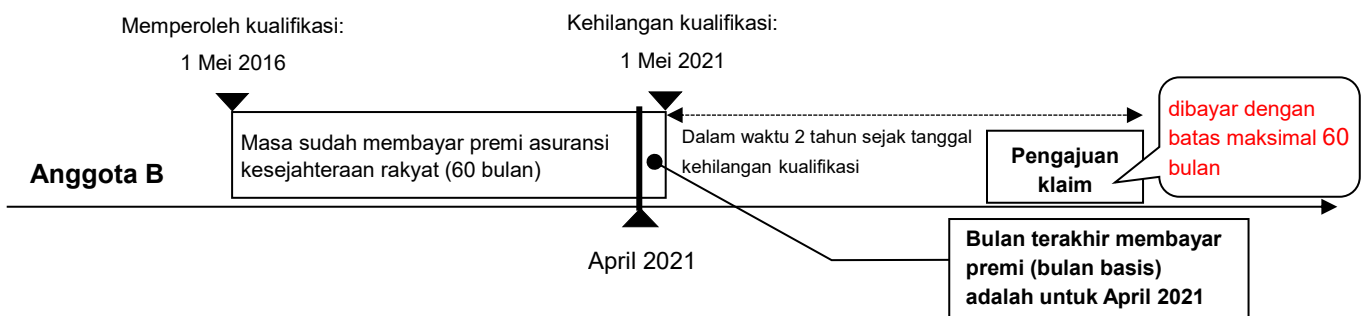 Memperoleh kualifikasi:
1 Mei 2016
Kehilangan kualifikasi:
1 Mei 2021
Anggota B
Masa sudah membayar premi asuransi
kesejahteraan rakyat (60 bulan)
Dalam waktu 2 tahun sejak tanggal
kehilangan kualifikasi
Pengajuan
klaim
dibayar dengan
batas maksimal 60
bulan
April 2021
Bulan terakhir membayar
premi (bulan basis)
adalah untuk April 2021